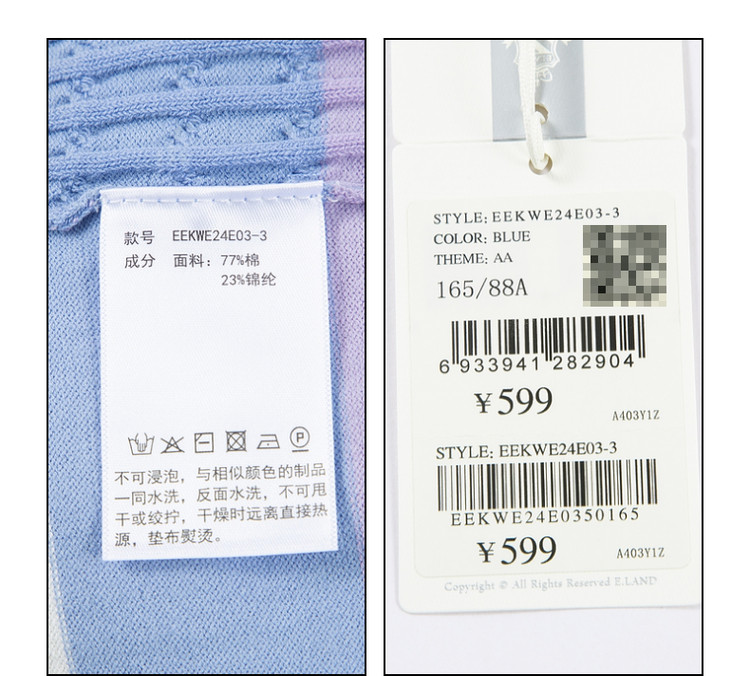 款号 EEKWE24E03-3
成分 面料：77%棉
23%锦纶
P
不可浸泡，与相似颜色的制品
一同水洗，反面水洗，不可甩
干或绞拧，干燥时远离直接热
源，垫布熨烫。
STYLE: EEKWE24E03-3
COLOR: BLUE
THEME: AA
165/88A
6 933941 282904
¥599
A403Y1Z
STYLE: EEKWE24E03-3
EEKWE24E0350165
¥599
A403Y1Z
Copyright © All Rights Reserved E.LAND